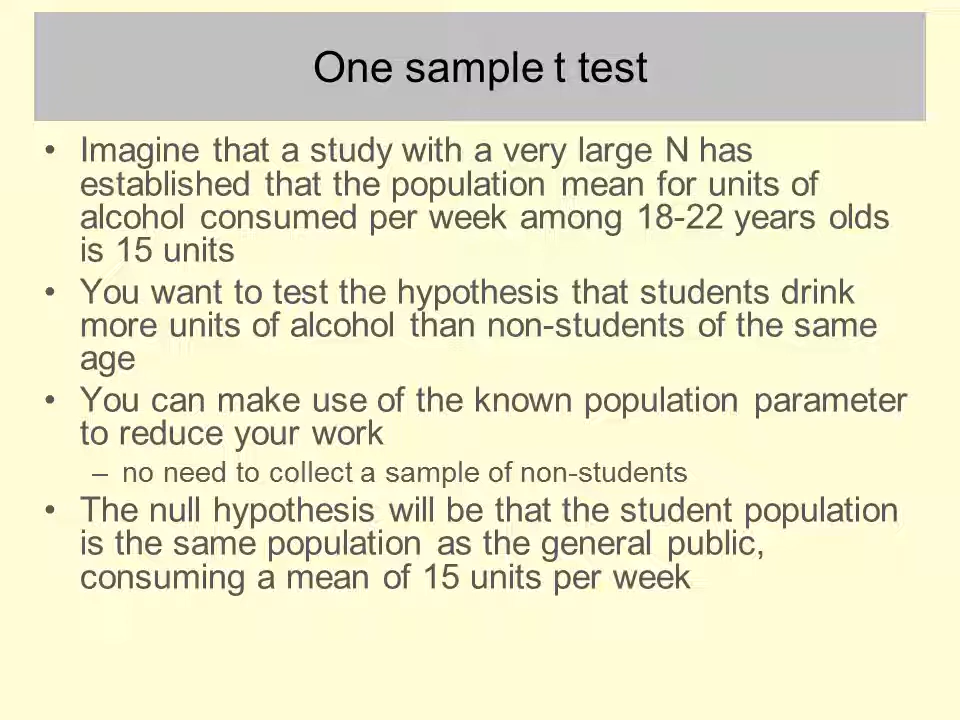 One sample t test
• Imagine that a study with a very large N has
established that the population mean for units of
alcohol consumed per week among 18-22 years olds
is 15 units
• You want to test the hypothesis that students drink
more units of alcohol than non-students of the same
age
• You can make use of the known population parameter
to reduce your work
– no need to collect a sample of non-students
• The null hypothesis will be that the student population
is the same population as the general public,
consuming a mean of 15 units per week